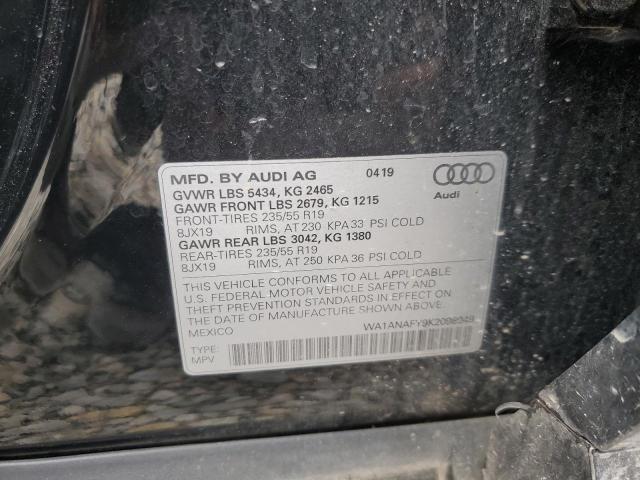 MFD. BY AUDI AG 0419
GVWR LBS 5434, KG 2465
GAWR FRONT LBS 2679, KG 1215
FRONT-TIRES 235/55 R19
8JX19 RIMS, AT 230 KPA 33 PSI COLD
GAWR REAR LBS 3042, KG 1380
REAR-TIRES 235/55 R19
8JX19 RIMS, AT 250 KPA 36 PSI COLD
Audi
THIS VEHICLE CONFORMS TO ALL APPLICABLE
U.S. FEDERAL MOTOR VEHICLE SAFETY AND
THEFT PREVENTION STANDARDS IN EFFECT ON
THE DATE OF MANUFACTURE SHOWN ABOVE.
MEXICO
TYPE:
MPV